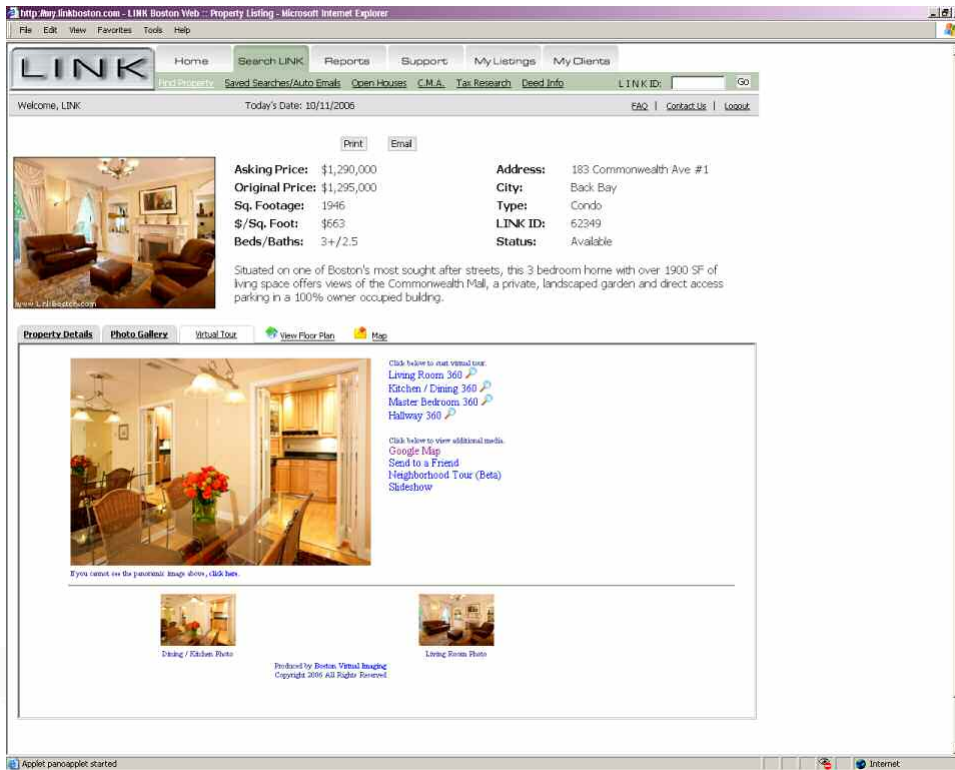 http://my.linkboston.com - LINK Boston Web :: Property Listing - Microsoft Internet Explorer
File Edit View Favorites Tools Help
LINK
Home Search LINK Reports Support My Listings My Clients
Find Property Saved Searches/Auto Emails Open Houses C.M.A. Tax Research Deed Info LINK ID: Go
Welcome, LINK Today's Date: 10/11/2006 FAQ | Contact Us | Logout
Print Email
Asking Price: $1,290,000 Address: 183 Commonwealth Ave #1
Original Price: $1,295,000 City: Back Bay
Sq. Footage: 1946 Type: Condo
$/Sq. Foot: $663 LINK ID: 62349
Beds/Baths: 3+/2.5 Status: Available
Situated on one of Boston's most sought after streets, this 3 bedroom home with over 1900 SF of
living space offers views of the Commonwealth Mall, a private, landscaped garden and direct access
parking in a 100% owner occupied building.
www.Linkboston.com
Property Details Photo Gallery Virtual Tour View Floor Plan Map
Click below to start virtual tour.
Living Room 360
Kitchen / Dining 360
Master Bedroom 360
Hallway 360
Click below to view additional media.
Google Map
Send to a Friend
Neighborhood Tour (Beta)
Slideshow
If you cannot see the panoramic image above, click here.
Dining / Kitchen Photo Living Room Photo
Produced by Boston Virtual Imaging
Copyright 2006 All Rights Reserved
Applet panoapplet started Internet